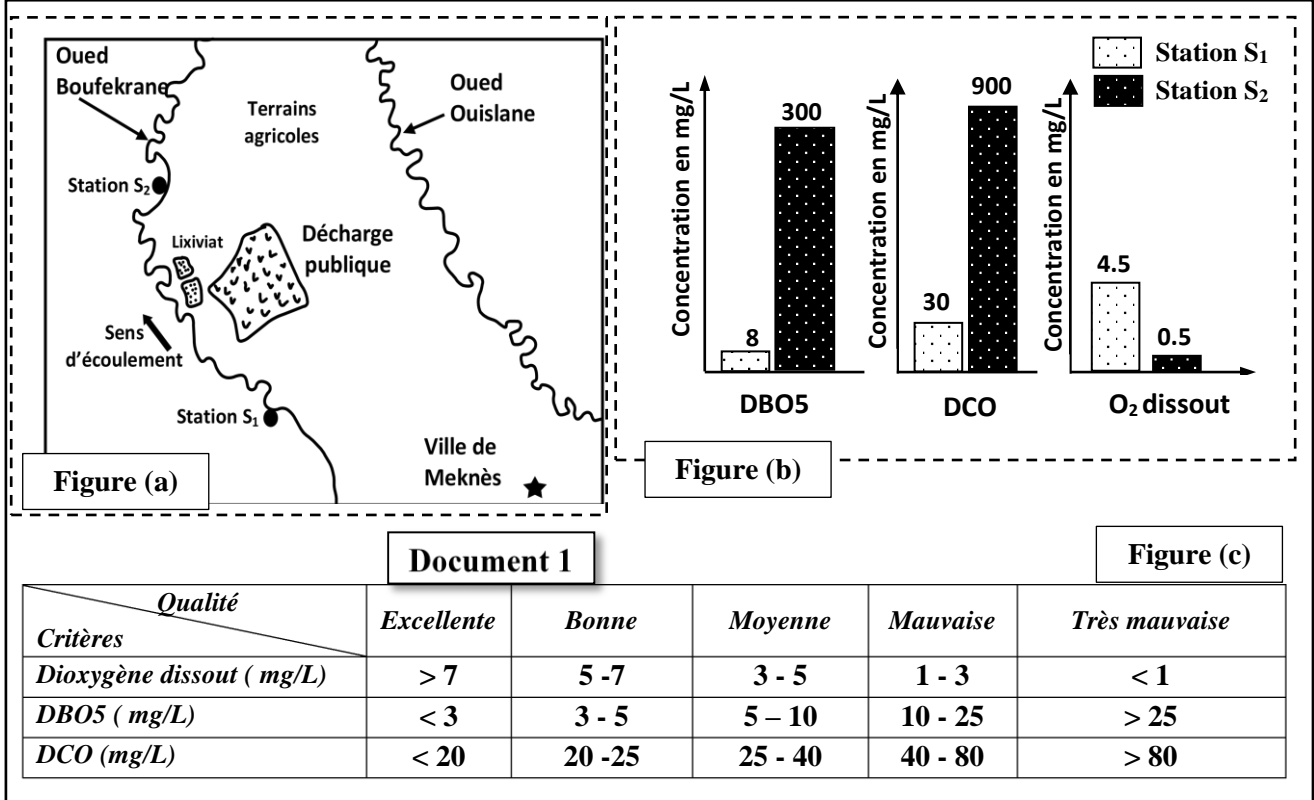 Oued
Boufekrane
Terrains
agricoles
Oued
Ouislane
Station S₂
Lixiviat
Décharge
publique
Sens
d'écoulement
Station S₁
Ville de
Meknès
Figure (a)
Station S₁
Station S₂
Concentration en mg/L
300
8
DBO5
Concentration en mg/L
900
30
DCO
Concentration en mg/L
4.5
0.5
O₂ dissout
Figure (b)
Document 1
Figure (c)
Qualité
Critères
Excellente Bonne Moyenne Mauvaise Très mauvaise
Dioxygène dissout ( mg/L) > 7 5 -7 3 - 5 1 - 3 < 1
DBO5 ( mg/L) < 3 3 - 5 5 – 10 10 - 25 > 25
DCO (mg/L) < 20 20 -25 25 - 40 40 - 80 > 80